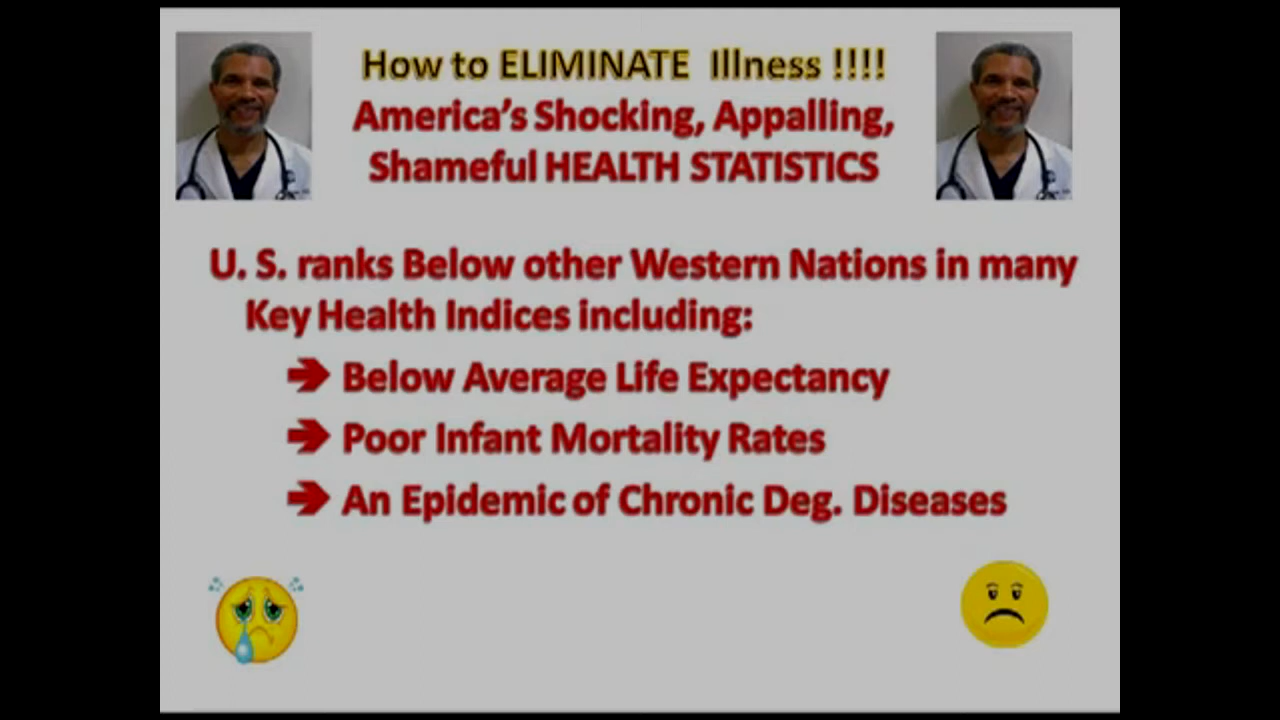 How to ELIMINATE Illness !!!!
America's Shocking, Appalling,
Shameful HEALTH STATISTICS
U. S. ranks Below other Western Nations in many
Key Health Indices including:
➔ Below Average Life Expectancy
➔ Poor Infant Mortality Rates
➔ An Epidemic of Chronic Deg. Diseases